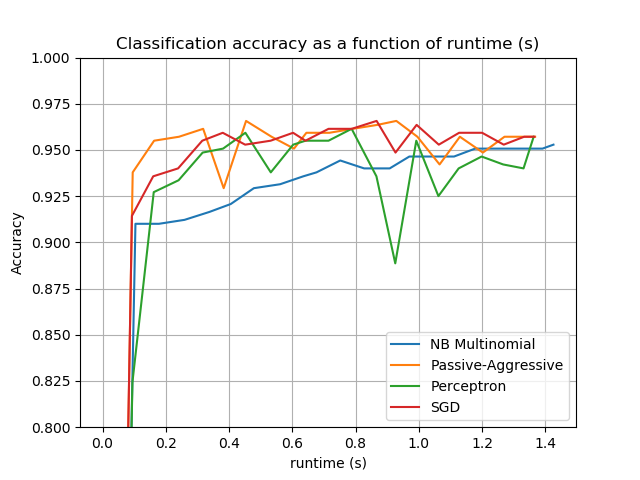 Classification accuracy as a function of runtime (s)
1.000
0.975
0.950
0.925
0.900
0.875
0.850
0.825
0.800
Accuracy
NB Multinomial
Passive-Aggressive
Perceptron
SGD
0.0 0.2 0.4 0.6 0.8 1.0 1.2 1.4
runtime (s)